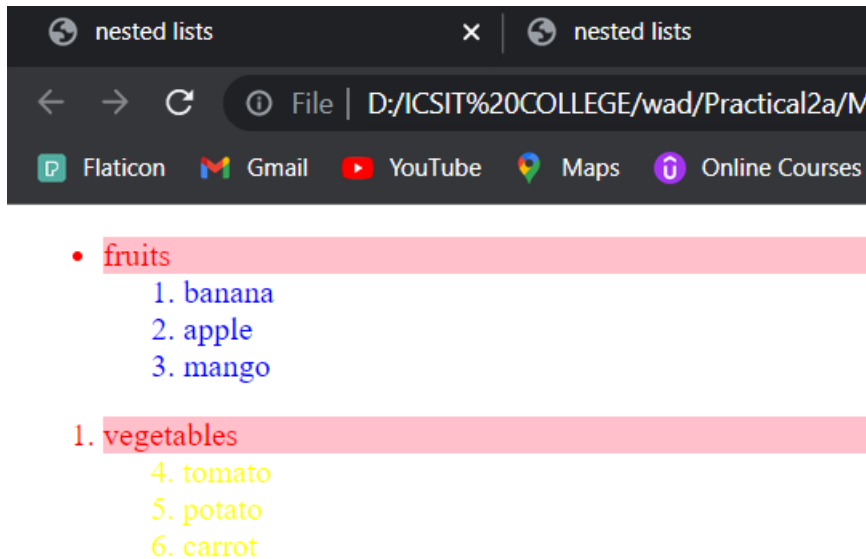 nested lists × nested lists
File | D:/ICSIT%20COLLEGE/wad/Practical2a/M
Flaticon Gmail YouTube Maps Online Courses
• fruits
1. banana
2. apple
3. mango
1. vegetables
4. tomato
5. potato
6. carrot